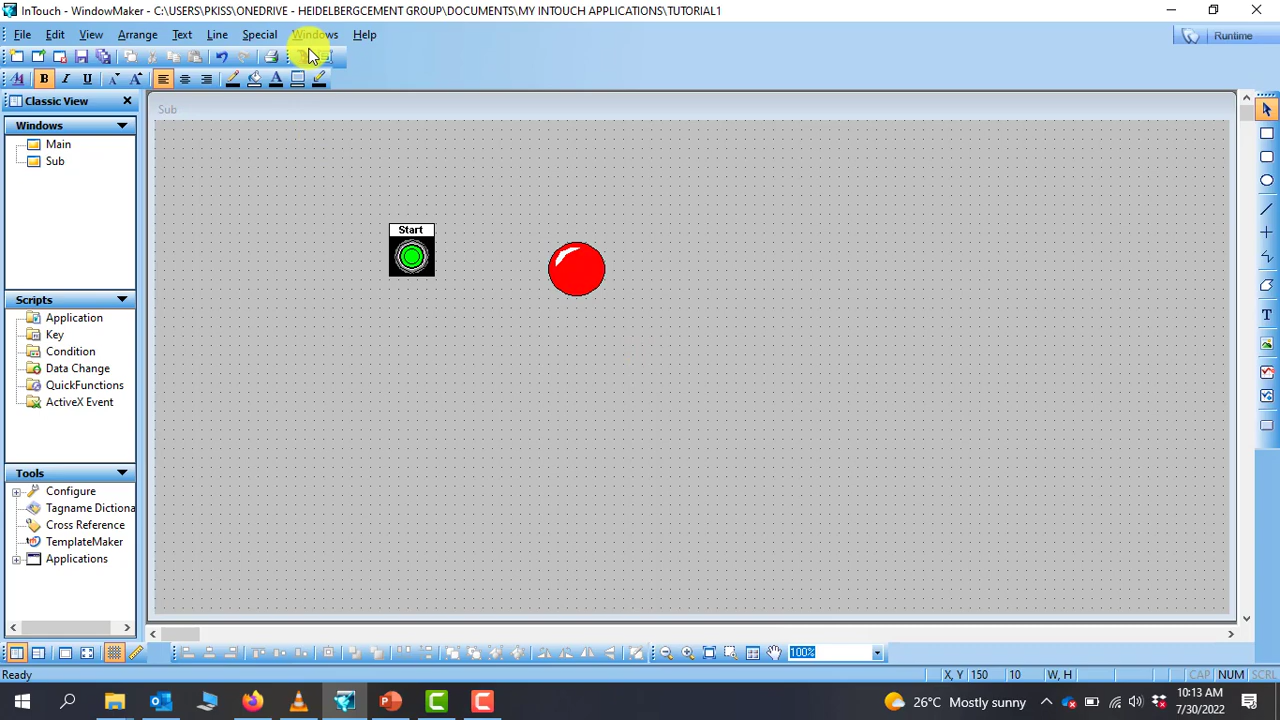 InTouch - WindowMaker - C:\USERS\PKISS\ONEDRIVE - HEIDELBERGCEMENT GROUP\DOCUMENTS\MY INTOUCH APPLICATIONS\TUTORIAL1
File Edit View Arrange Text Line Special Windows Help
Runtime
B I U A A A
Classic View
Sub
Windows
Main
Sub
Start
Scripts
Application
Key
Condition
Data Change
QuickFunctions
ActiveX Event
Tools
Configure
Tagname Dictiona
Cross Reference
TemplateMaker
Applications
T
100%
Ready
X, Y 150 10 W, H CAP NUM SCRL
26°C Mostly sunny
10:13 AM
7/30/2022